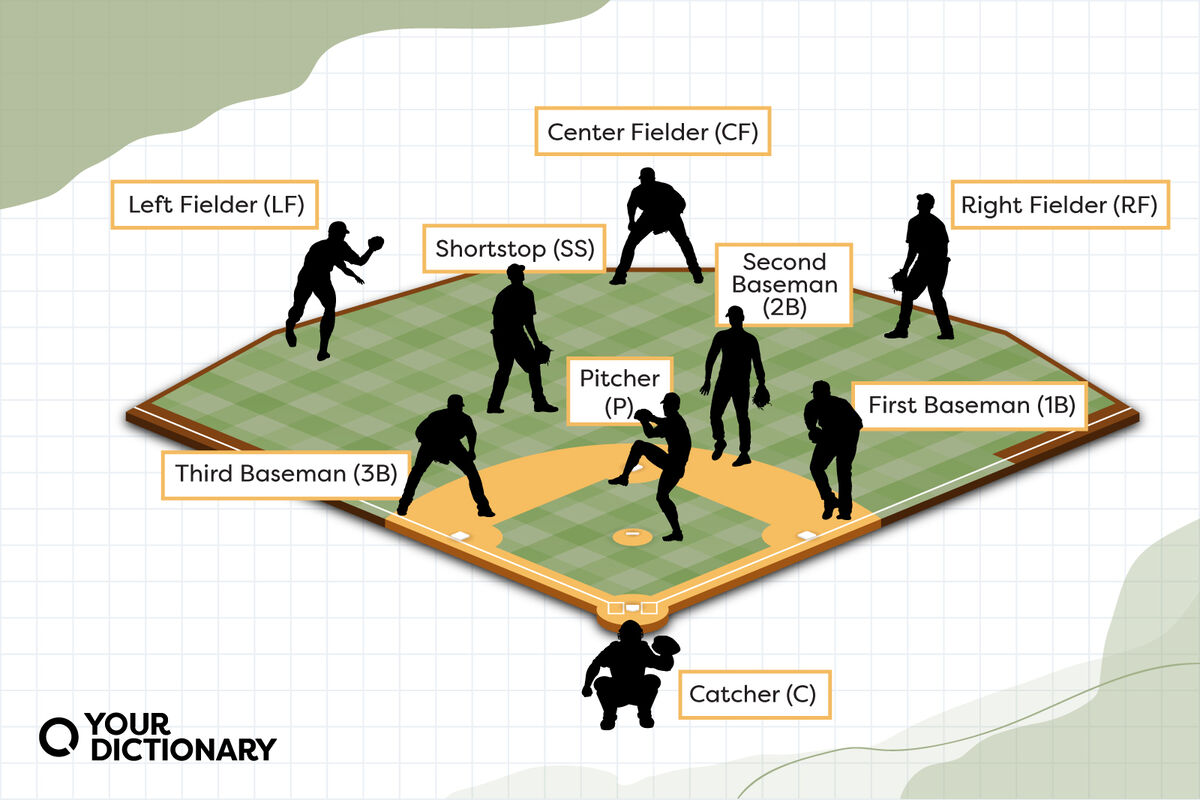 Center Fielder (CF)
Left Fielder (LF)
Right Fielder (RF)
Shortstop (SS)
Second
Baseman
(2B)
Pitcher
(P)
First Baseman (1B)
Third Baseman (3B)
Catcher (C)
YOUR
DICTIONARY